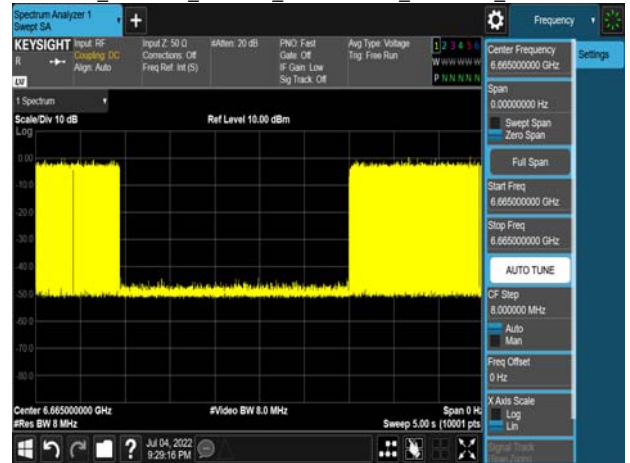 Spectrum Analyzer 1
Swept SA
+
Frequency
KEYSIGHT
R
LXI
Input: RF
Coupling: DC
Align: Auto
Input Z: 50 Ω
Corrections: Off
Freq Ref: Int (S)
#Atten: 20 dB
PNO: Fast
Gate: Off
IF Gain: Low
Sig Track: Off
Avg Type: Voltage
Trig: Free Run
1 2 3 4 5 6
W W W W W W
P N N N N N
1 Spectrum
Scale/Div 10 dB
Ref Level 10.00 dBm
Log
0.00
-10.0
-20.0
-30.0
-40.0
-50.0
-60.0
-70.0
-80.0
Center 6.665000000 GHz
#Video BW 8.0 MHz
Span 0 Hz
#Res BW 8 MHz
Sweep 5.00 s (10001 pts
Center Frequency
6.665000000 GHz
Settings
Span
0.00000000 Hz
Swept Span
Zero Span
Full Span
Start Freq
6.665000000 GHz
Stop Freq
6.665000000 GHz
AUTO TUNE
CF Step
8.000000 MHz
Auto
Man
Freq Offset
0 Hz
X Axis Scale
Log
Lin
Signal Track
(Span Zoom)
?
Jul 04, 2022
9:29:16 PM